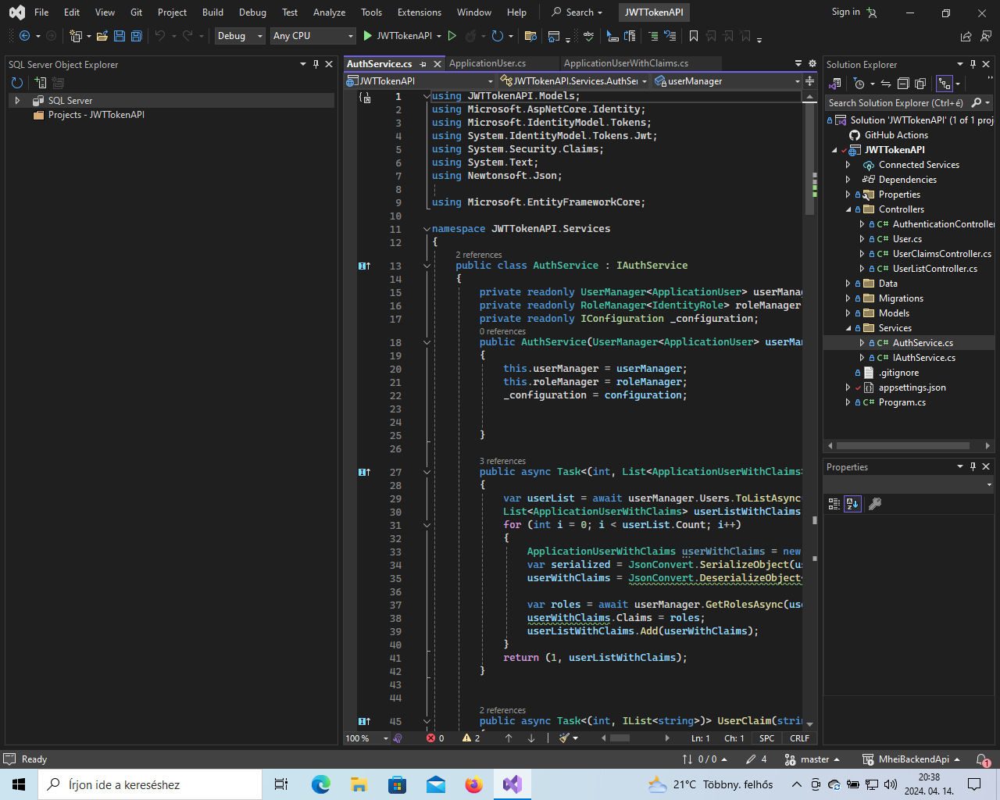 File Edit View Git Project Build Debug Test Analyze Tools Extensions Window Help Search JWTTokenAPI Sign in
Debug Any CPU JWTTokenAPI
SQL Server Object Explorer
SQL Server
Projects - JWTTokenAPI
AuthService.cs ApplicationUser.cs ApplicationUserWithClaims.cs
JWTTokenAPI JWTTokenAPI.Services.AuthSer userManager
1 using JWTTokenAPI.Models;
2 using Microsoft.AspNetCore.Identity;
3 using Microsoft.IdentityModel.Tokens;
4 using System.IdentityModel.Tokens.Jwt;
5 using System.Security.Claims;
6 using System.Text;
7 using Newtonsoft.Json;
8
9 using Microsoft.EntityFrameworkCore;
10
11 namespace JWTTokenAPI.Services
12 {
2 references
13 public class AuthService : IAuthService
14 {
15 private readonly UserManager<ApplicationUser> userMana
16 private readonly RoleManager<IdentityRole> roleManager
17 private readonly IConfiguration _configuration;
0 references
18 public AuthService(UserManager<ApplicationUser> userMa
19 {
20 this.userManager = userManager;
21 this.roleManager = roleManager;
22 _configuration = configuration;
23
24
25 }
26
3 references
27 public async Task<(int, List<ApplicationUserWithClaims>
28 {
29 var userList = await userManager.Users.ToListAsync(
30 List<ApplicationUserWithClaims> userListWithClaims
31 for (int i = 0; i < userList.Count; i++)
32 {
33 ApplicationUserWithClaims userWithClaims = new
34 var serialized = JsonConvert.SerializeObject(us
35 userWithClaims = JsonConvert.DeserializeObject<
36
37 var roles = await userManager.GetRolesAsync(use
38 userWithClaims.Claims = roles;
39 userListWithClaims.Add(userWithClaims);
40 }
41 return (1, userListWithClaims);
42 }
43
44
2 references
45 public async Task<(int, IList<string>)> UserClaim(strin
100 % 0 2 Ln: 1 Ch: 1 SPC CRLF
Solution Explorer
Search Solution Explorer (Ctrl+é)
Solution 'JWTTokenAPI' (1 of 1 proj
GitHub Actions
JWTTokenAPI
Connected Services
Dependencies
Properties
Controllers
C# AuthenticationController
C# User.cs
C# UserClaimsController.cs
C# UserListController.cs
Data
Migrations
Models
Services
C# AuthService.cs
C# IAuthService.cs
.gitignore
appsettings.json
C# Program.cs
Properties
Ready 0 / 0 4 master MheiBackendApi 1
Írjon ide a kereséshez 21°C Többny. felhős 20:38
2024. 04. 14.